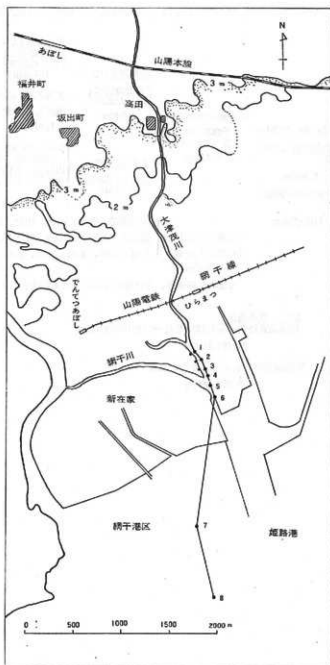 N
山陽本線
あぼし
3 m
福井町
坂出町
高田
3 m
2 m
大津茂川
網干線
でんてつあぼし
山陽電鉄
ひらまつ
網干川
1
2
3
4
5
6
新在家
7
網干港区
姫路港
8
0 500 1000 1500 2000 m